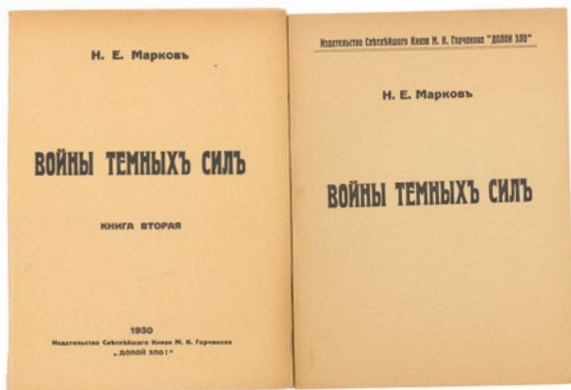 Н. Е. Марковъ
ВОЙНЫ ТЕМНЫХЪ СИЛЪ
КНИГА ВТОРАЯ
1930
Издательство Свѣтлѣйшаго Князя М. К. Горчакова
„ДОЛОЙ ЗЛО!"
Издательство Свѣтлѣйшаго Князя М. К. Горчакова "ДОЛОЙ ЗЛО"
Н. Е. Марковъ
ВОЙНЫ ТЕМНЫХЪ СИЛЪ